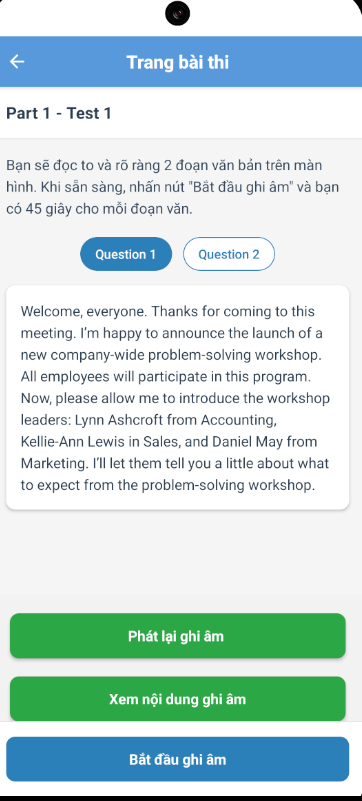 Trang bài thi
Part 1 - Test 1
Bạn sẽ đọc to và rõ ràng 2 đoạn văn bản trên màn
hình. Khi sẵn sàng, nhấn nút "Bắt đầu ghi âm" và bạn
có 45 giây cho mỗi đoạn văn.
Question 1
Question 2
Welcome, everyone. Thanks for coming to this
meeting. I'm happy to announce the launch of a
new company-wide problem-solving workshop.
All employees will participate in this program.
Now, please allow me to introduce the workshop
leaders: Lynn Ashcroft from Accounting,
Kellie-Ann Lewis in Sales, and Daniel May from
Marketing. I'll let them tell you a little about what
to expect from the problem-solving workshop.
Phát lại ghi âm
Xem nội dung ghi âm
Bắt đầu ghi âm